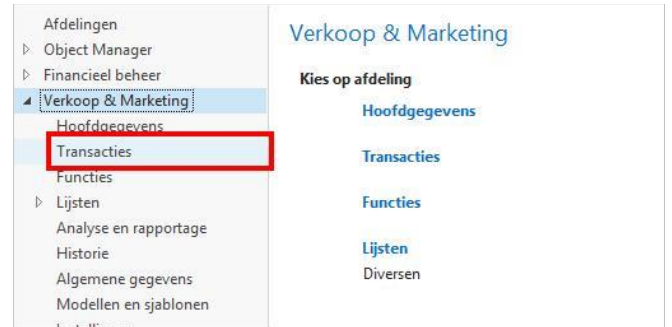 Afdelingen
Object Manager
Financieel beheer
Verkoop & Marketing
Hoofdgegevens
Transacties
Functies
Lijsten
Analyse en rapportage
Historie
Algemene gegevens
Modellen en sjablonen
Verkoop & Marketing
Kies op afdeling
Hoofdgegevens
Transacties
Functies
Lijsten
Diversen